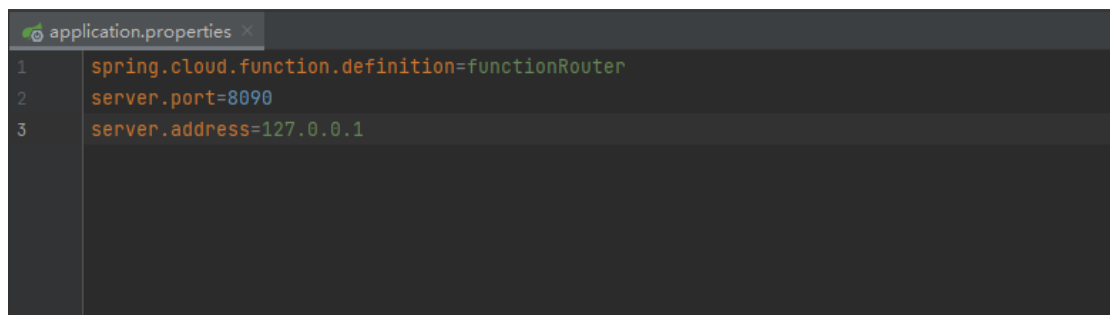 application.properties
1 spring.cloud.function.definition=functionRouter
2 server.port=8090
3 server.address=127.0.0.1